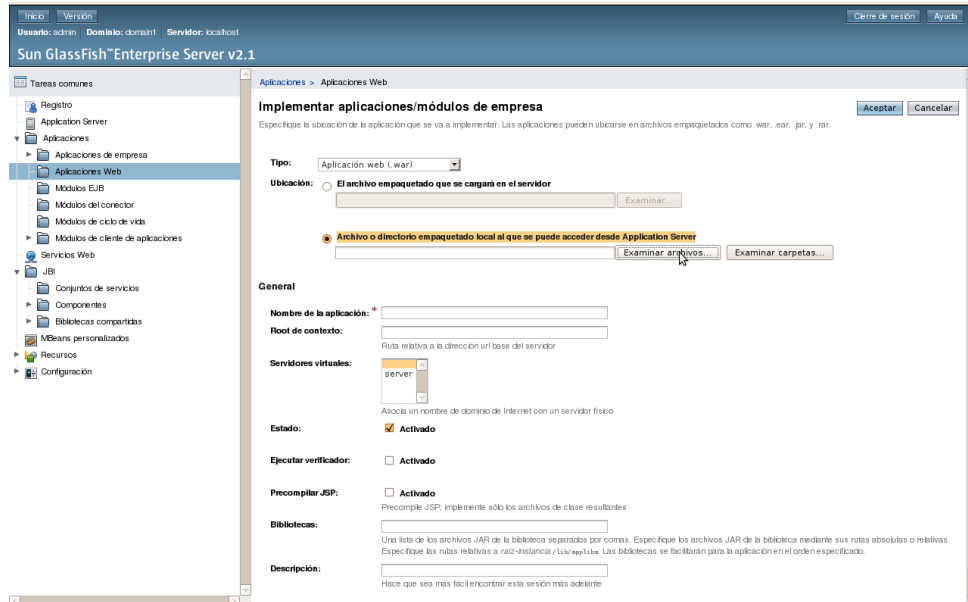 Inicio Versión Cierre de sesión Ayuda
Usuario: admin Dominio: domain1 Servidor: localhost
Sun GlassFish™ Enterprise Server v2.1
Tareas comunes
Registro
Application Server
Aplicaciones
Aplicaciones de empresa
Aplicaciones Web
Módulos EJB
Módulos del conector
Módulos de ciclo de vida
Módulos de cliente de aplicaciones
Servicios Web
JBI
Conjuntos de servicios
Componentes
Bibliotecas compartidas
MBeans personalizados
Recursos
Configuración
Aplicaciones > Aplicaciones Web
Implementar aplicaciones/módulos de empresa Aceptar Cancelar
Especifique la ubicación de la aplicación que se va a implementar. Las aplicaciones pueden ubicarse en archivos empaquetados como .war, .ear, .jar, y .rar.
Tipo: Aplicación web (.war)
Ubicación: El archivo empaquetado que se cargará en el servidor
Examinar...
Archivo o directorio empaquetado local al que se puede acceder desde Application Server
Examinar archivos... Examinar carpetas...
General
Nombre de la aplicación: *
Root de contexto:
Ruta relativa a la dirección url base del servidor
Servidores virtuales:
server
Asocia un nombre de dominio de Internet con un servidor físico
Estado: Activado
Ejecutar verificador: Activado
Precompilar JSP: Activado
Precompile JSP; implemente sólo los archivos de clase resultantes
Bibliotecas:
Una lista de los archivos JAR de la biblioteca separados por comas. Especifique los archivos JAR de la biblioteca mediante sus rutas absolutas o relativas.
Especifique las rutas relativas a raíz-instancia/lib/applibs. Las bibliotecas se facilitarán para la aplicación en el orden especificado.
Descripción:
Hace que sea más fácil encontrar esta sesión más adelante